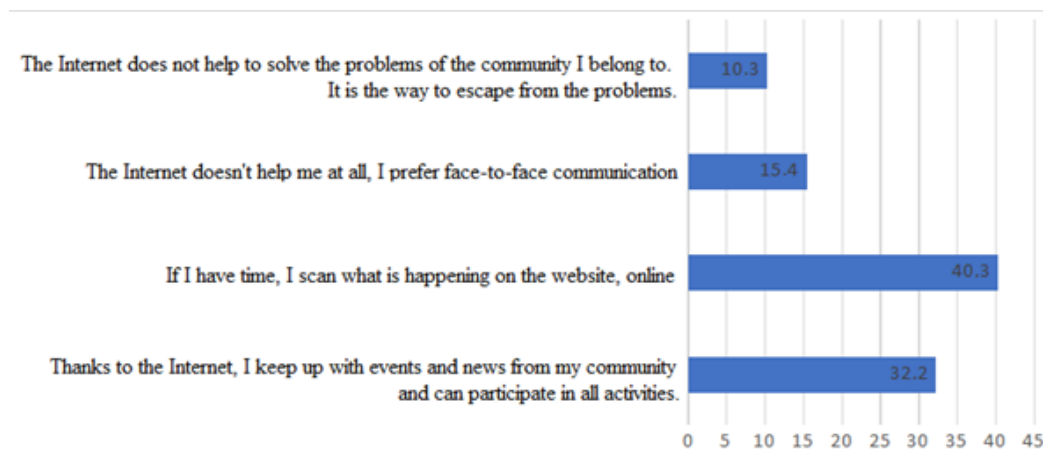 The Internet does not help to solve the problems of the community I belong to.
It is the way to escape from the problems.
10.3
The Internet doesn't help me at all, I prefer face-to-face communication
15.4
If I have time, I scan what is happening on the website, online
40.3
Thanks to the Internet, I keep up with events and news from my community
and can participate in all activities.
32.2
0 5 10 15 20 25 30 35 40 45